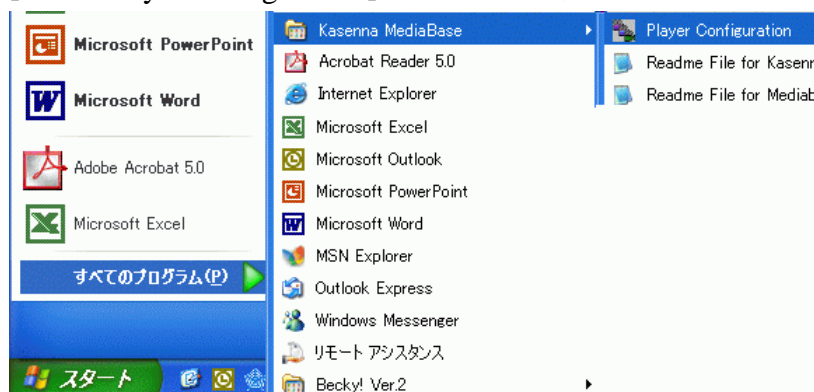 Microsoft PowerPoint
Microsoft Word
Adobe Acrobat 5.0
Microsoft Excel
すべてのプログラム(P)
スタート
Kasenna MediaBase
Acrobat Reader 5.0
Internet Explorer
Microsoft Excel
Microsoft Outlook
Microsoft PowerPoint
Microsoft Word
MSN Explorer
Outlook Express
Windows Messenger
リモート アシスタンス
Becky! Ver.2
Player Configuration
Readme File for Kasenn
Readme File for Mediab